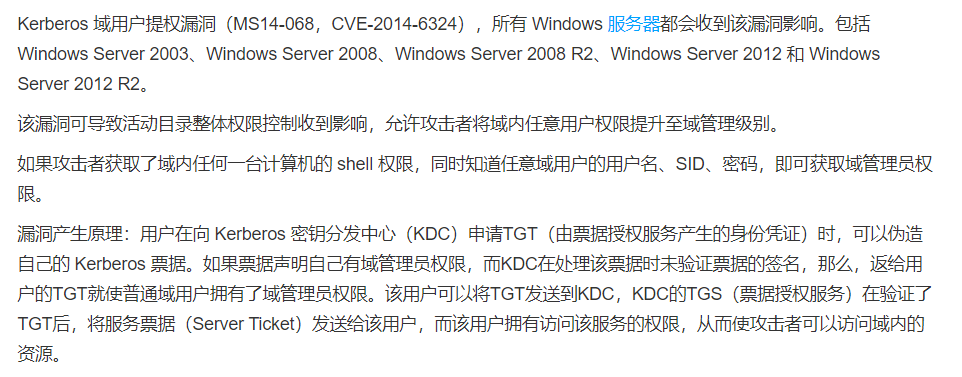 Kerberos 域用户提权漏洞（MS14-068，CVE-2014-6324），所有 Windows 服务器都会收到该漏洞影响。包括
Windows Server 2003、Windows Server 2008、Windows Server 2008 R2、Windows Server 2012 和 Windows
Server 2012 R2。
该漏洞可导致活动目录整体权限控制收到影响，允许攻击者将域内任意用户权限提升至域管理级别。
如果攻击者获取了域内任何一台计算机的 shell 权限，同时知道任意域用户的用户名、SID、密码，即可获取域管理员权
限。
漏洞产生原理：用户在向 Kerberos 密钥分发中心（KDC）申请TGT（由票据授权服务产生的身份凭证）时，可以伪造
自己的 Kerberos 票据。如果票据声明自己有域管理员权限，而KDC在处理该票据时未验证票据的签名，那么，返给用
户的TGT就使普通域用户拥有了域管理员权限。该用户可以将TGT发送到KDC，KDC的TGS（票据授权服务）在验证了
TGT后，将服务票据（Server Ticket）发送给该用户，而该用户拥有访问该服务的权限，从而使攻击者可以访问域内的
资源。